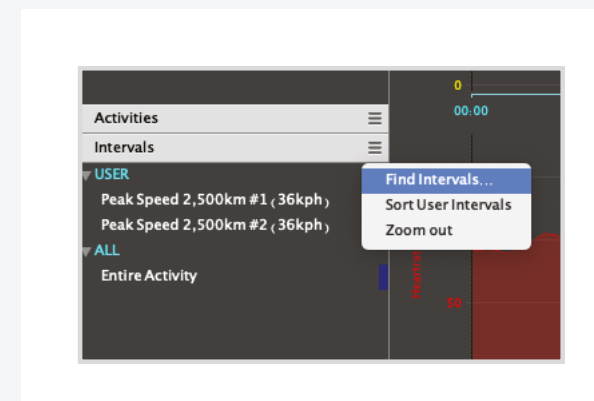 0
Activities
00:00
Intervals
USER
Find Intervals...
Peak Speed 2,500km #1 (36kph)
Sort User Intervals
Peak Speed 2,500km #2 (36kph)
Zoom out
ALL
Entire Activity
50